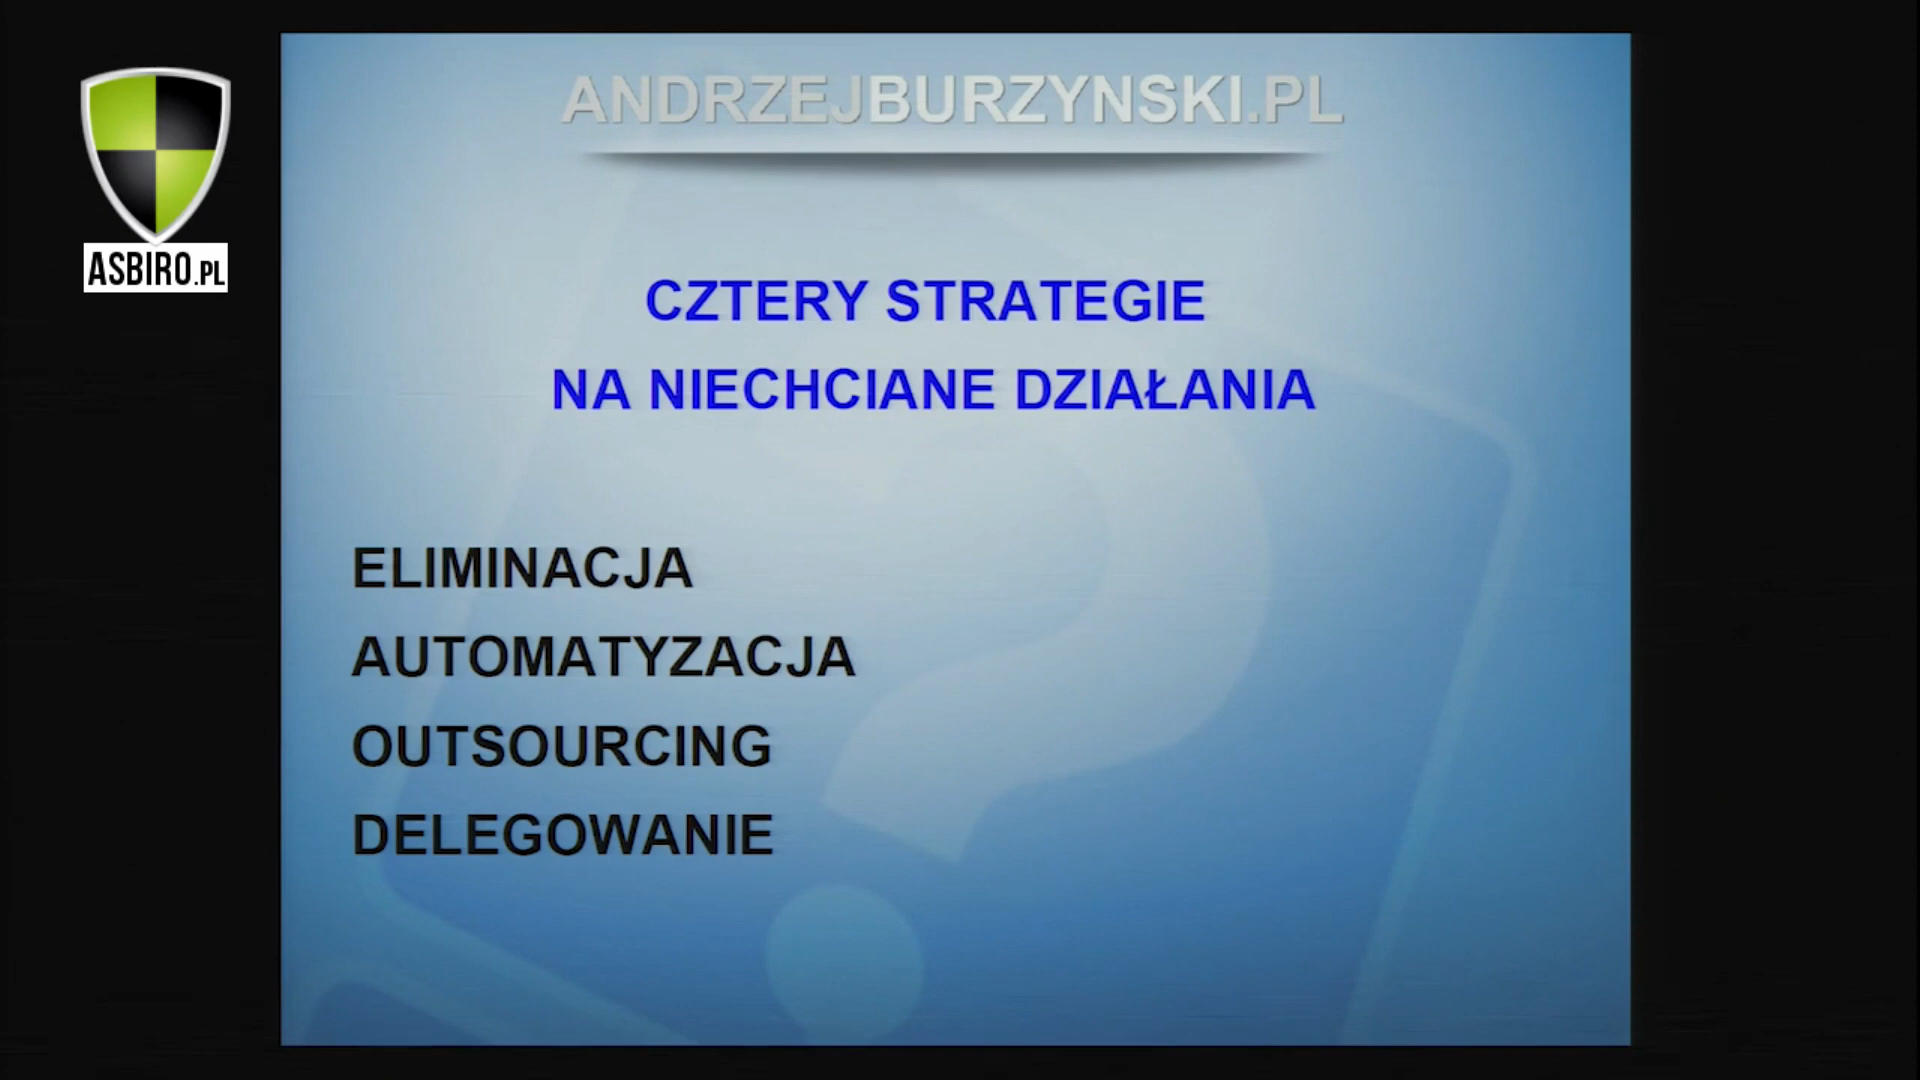 ANDRZEJBURZYNSKI.PL
ASBIRO.PL
CZTERY STRATEGIE
NA NIECHCIANE DZIAŁANIA
ELIMINACJA
AUTOMATYZACJA
OUTSOURCING
DELEGOWANIE